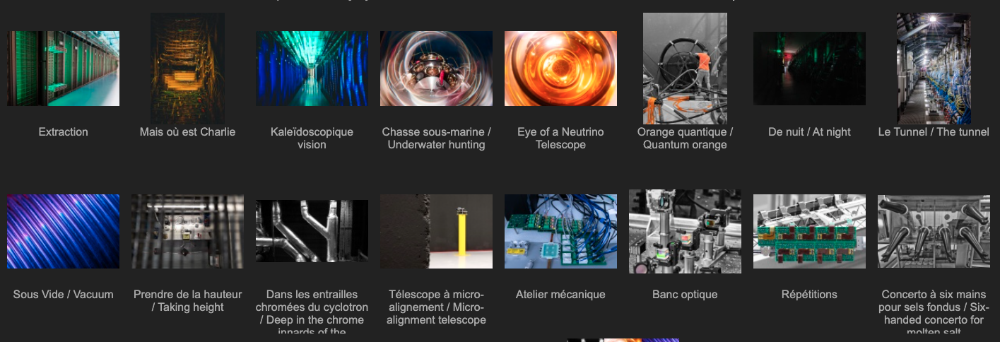 Extraction
Mais où est Charlie
Kaleïdoscopique
vision
Chasse sous-marine /
Underwater hunting
Eye of a Neutrino
Telescope
Orange quantique /
Quantum orange
De nuit / At night
Le Tunnel / The tunnel
Sous Vide / Vacuum
Prendre de la hauteur
/ Taking height
Dans les entrailles
chromées du cyclotron
/ Deep in the chrome
innards of the
Télescope à micro-
alignement / Micro-
alignment telescope
Atelier mécanique
Banc optique
Répétitions
Concerto à six mains
pour sels fondus / Six-
handed concerto for
molten salt